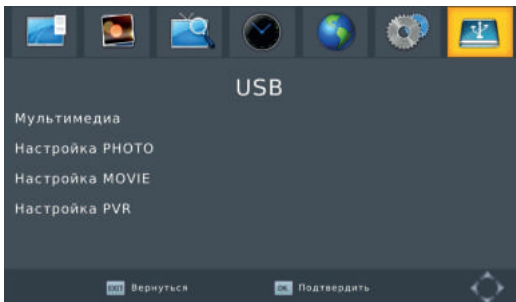 USB
Мультимедиа
Настройка PHOTO
Настройка MOVIE
Настройка PVR
EXIT Вернуться OK Подтвердить